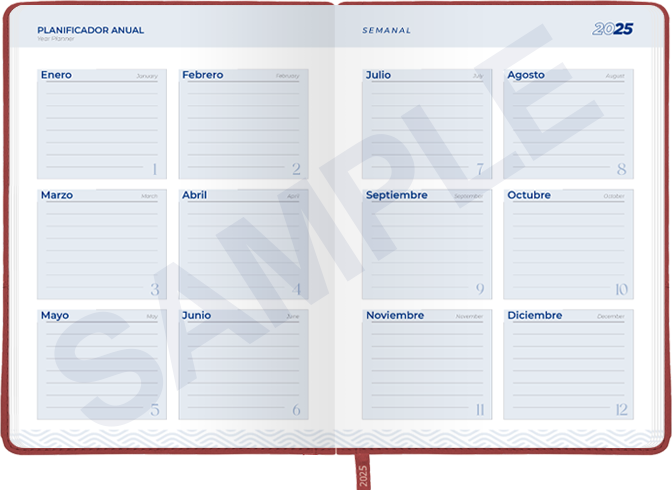 PLANIFICADOR ANUAL
Year Planner
SEMANAL
2025
Enero January
1
Febrero February
2
Julio July
7
Agosto August
8
Marzo March
3
Abril April
4
Septiembre September
9
Octubre October
10
Mayo May
5
Junio June
6
Noviembre November
11
Diciembre December
12
SAMPLE
2025